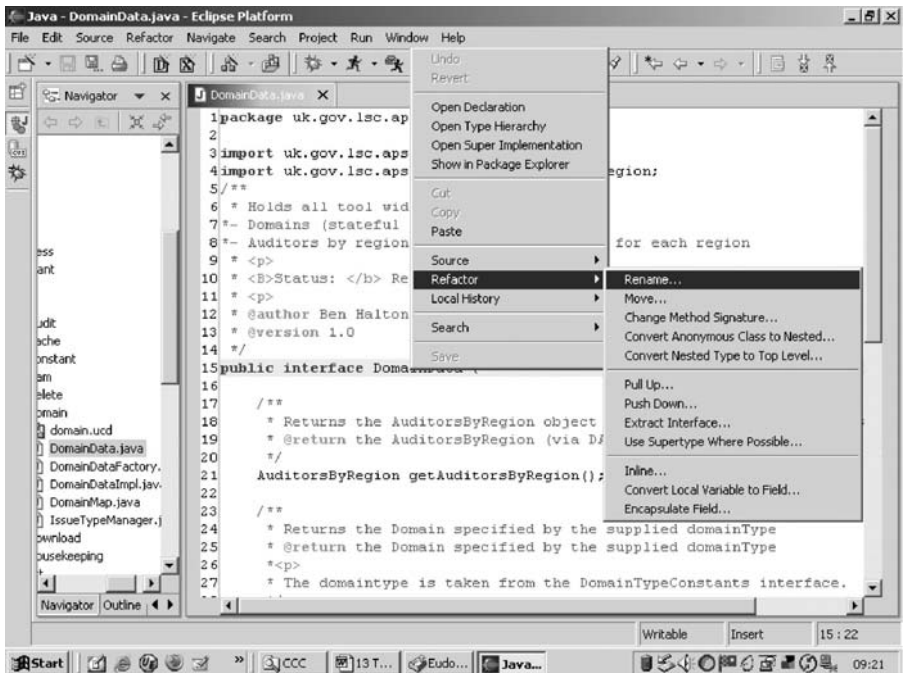 Java - DomainData.java - Eclipse Platform
File Edit Source Refactor Navigate Search Project Run Window Help
Navigator
DomainData.java
ess
ant
udit
ache
onstant
am
elete
omain
domain.ucd
DomainData.java
DomainDataFactory.
DomainDataImpl.jav
DomainMap.java
IssueTypeManager.j
ownload
ousekeeping
Navigator Outline
1 package uk.gov.lsc.ap
2
3 import uk.gov.lsc.aps
4 import uk.gov.lsc.aps egion;
5 /**
6 * Holds all tool wid
7 *- Domains (stateful
8 *- Auditors by region for each region
9 * <p>
10 * <B>Status: </b> Re
11 * <p>
12 * @author Ben Halton
13 * @version 1.0
14 */
15 public interface DomainData {
16
17 /**
18 * Returns the AuditorsByRegion object
19 * @return the AuditorsByRegion (via DA
20 */
21 AuditorsByRegion getAuditorsByRegion();
22
23 /**
24 * Returns the Domain specified by the supplied domainType
25 * @return the Domain specified by the supplied domainType
26 *<p>
27 * The domaintype is taken from the DomainTypeConstants interface.
Undo
Revert
Open Declaration
Open Type Hierarchy
Open Super Implementation
Show in Package Explorer
Cut
Copy
Paste
Source
Refactor
Local History
Search
Save
Rename...
Move...
Change Method Signature...
Convert Anonymous Class to Nested...
Convert Nested Type to Top Level...
Pull Up...
Push Down...
Extract Interface...
Use Supertype Where Possible...
Inline...
Convert Local Variable to Field...
Encapsulate Field...
Writable Insert 15 : 22
Start » CCC 13 T... Eudo... Java... 09:21